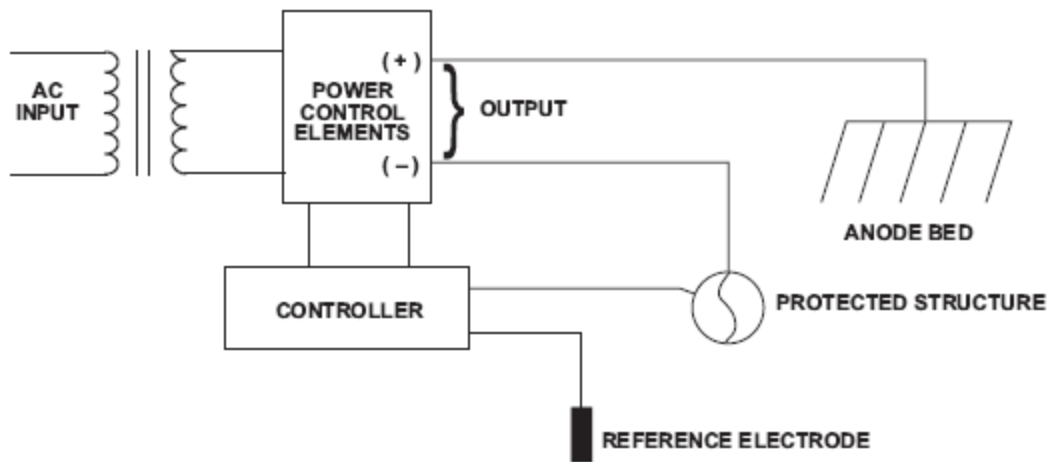 AC
INPUT
(+)
POWER
CONTROL
ELEMENTS
(–)
OUTPUT
ANODE BED
CONTROLLER
PROTECTED STRUCTURE
REFERENCE ELECTRODE